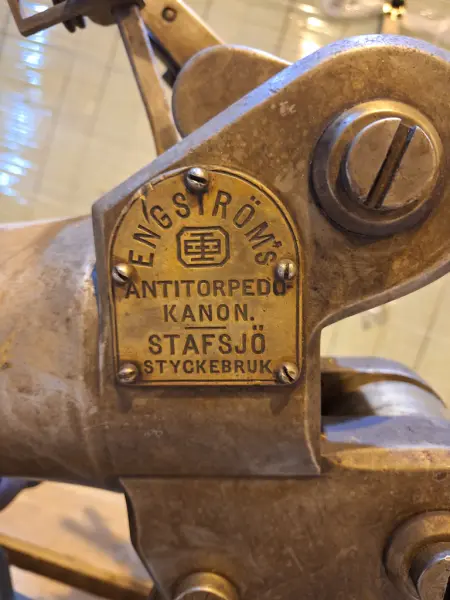 ENGSTRÖM'S
ANTITORPEDO-
KANON.
STAFSJÖ
STYCKEBRUK